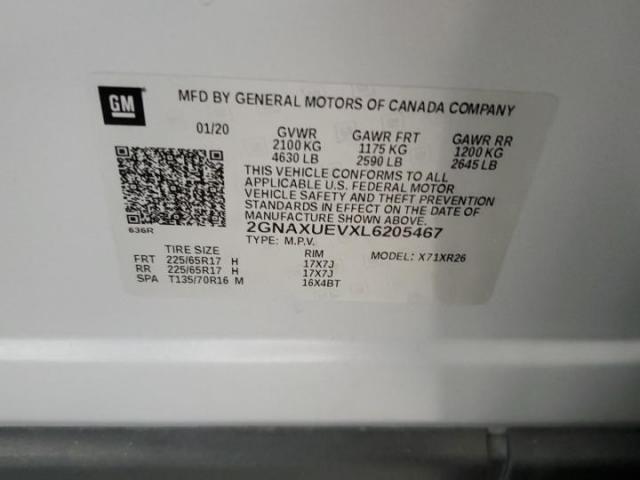 GM
MFD BY GENERAL MOTORS OF CANADA COMPANY
01/20 GVWR GAWR FRT GAWR RR
2100 KG 1175 KG 1200 KG
4630 LB 2590 LB 2645 LB
THIS VEHICLE CONFORMS TO ALL
APPLICABLE U.S. FEDERAL MOTOR
VEHICLE SAFETY AND THEFT PREVENTION
STANDARDS IN EFFECT ON THE DATE OF
MANUFACTURE SHOWN ABOVE.
636R 2GNAXUEVXL6205467
TYPE: M.P.V. MODEL: X71XR26
TIRE SIZE RIM
FRT 225/65R17 H 17X7J
RR 225/65R17 H 17X7J
SPA T135/70R16 M 16X4BT